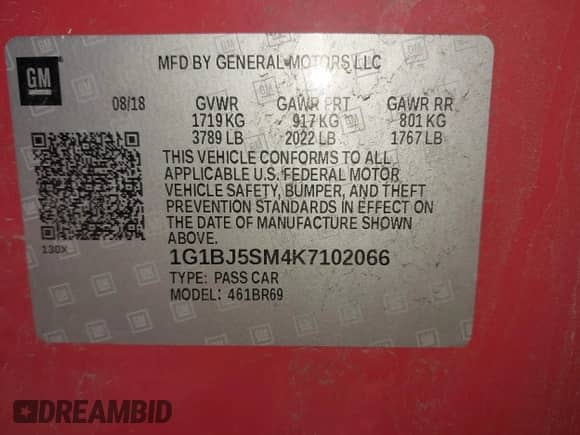 GM
MFD BY GENERAL MOTORS LLC
08/18 GVWR GAWR FRT GAWR RR
1719 KG 917 KG 801 KG
3789 LB 2022 LB 1767 LB
THIS VEHICLE CONFORMS TO ALL
APPLICABLE U.S. FEDERAL MOTOR
VEHICLE SAFETY, BUMPER, AND THEFT
PREVENTION STANDARDS IN EFFECT ON
THE DATE OF MANUFACTURE SHOWN
ABOVE.
130X
1G1BJ5SM4K7102066
TYPE: PASS CAR
MODEL: 461BR69
DREAMBID